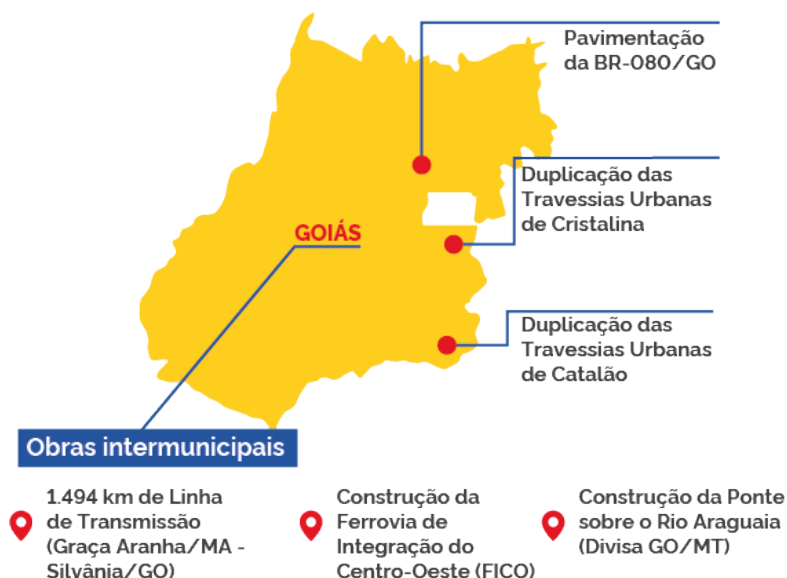 Pavimentação
da BR-080/GO
Duplicação das
Travessias Urbanas
de Cristalina
GOIÁS
Duplicação das
Travessias Urbanas
de Catalão
Obras intermunicipais
1.494 km de Linha
de Transmissão
(Graça Aranha/MA -
Silvânia/GO)
Construção da
Ferrovia de
Integração do
Centro-Oeste (FICO)
Construção da Ponte
sobre o Rio Araguaia
(Divisa GO/MT)